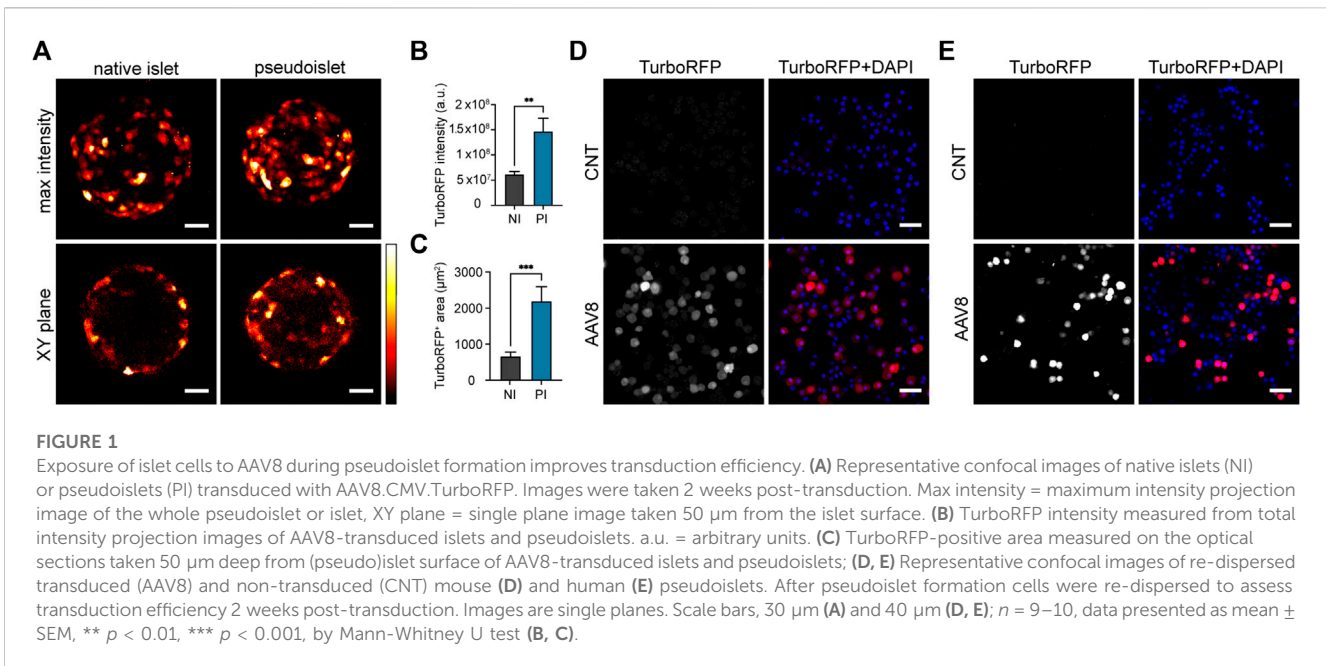 A
native islet
pseudoislet
max intensity
XY plane
B
TurboRFP intensity (a.u.)
2×10⁸
1.5×10⁸
1×10⁸
5×10⁷
0
**
NI
PI
C
TurboRFP⁺ area (µm²)
3000
2000
1000
0
***
NI
PI
D
TurboRFP
TurboRFP+DAPI
CNT
AAV8
E
TurboRFP
TurboRFP+DAPI
CNT
AAV8
FIGURE 1
Exposure of islet cells to AAV8 during pseudoislet formation improves transduction efficiency. (A) Representative confocal images of native islets (NI)
or pseudoislets (PI) transduced with AAV8.CMV.TurboRFP. Images were taken 2 weeks post-transduction. Max intensity = maximum intensity projection
image of the whole pseudoislet or islet, XY plane = single plane image taken 50 µm from the islet surface. (B) TurboRFP intensity measured from total
intensity projection images of AAV8-transduced islets and pseudoislets. a.u. = arbitrary units. (C) TurboRFP-positive area measured on the optical
sections taken 50 µm deep from (pseudo)islet surface of AAV8-transduced islets and pseudoislets; (D, E) Representative confocal images of re-dispersed
transduced (AAV8) and non-transduced (CNT) mouse (D) and human (E) pseudoislets. After pseudoislet formation cells were re-dispersed to assess
transduction efficiency 2 weeks post-transduction. Images are single planes. Scale bars, 30 µm (A) and 40 µm (D, E); n = 9–10, data presented as mean ±
SEM, ** p < 0.01, *** p < 0.001, by Mann-Whitney U test (B, C).